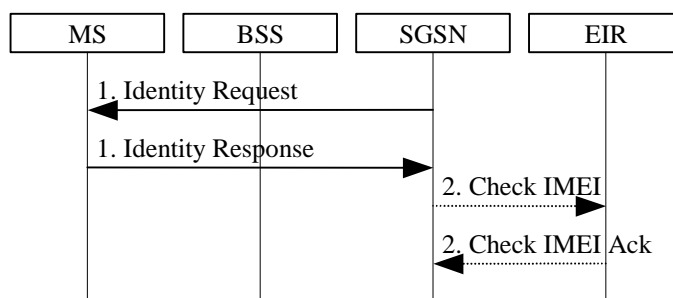 MS BSS SGSN EIR
1. Identity Request
1. Identity Response
2. Check IMEI
2. Check IMEI Ack